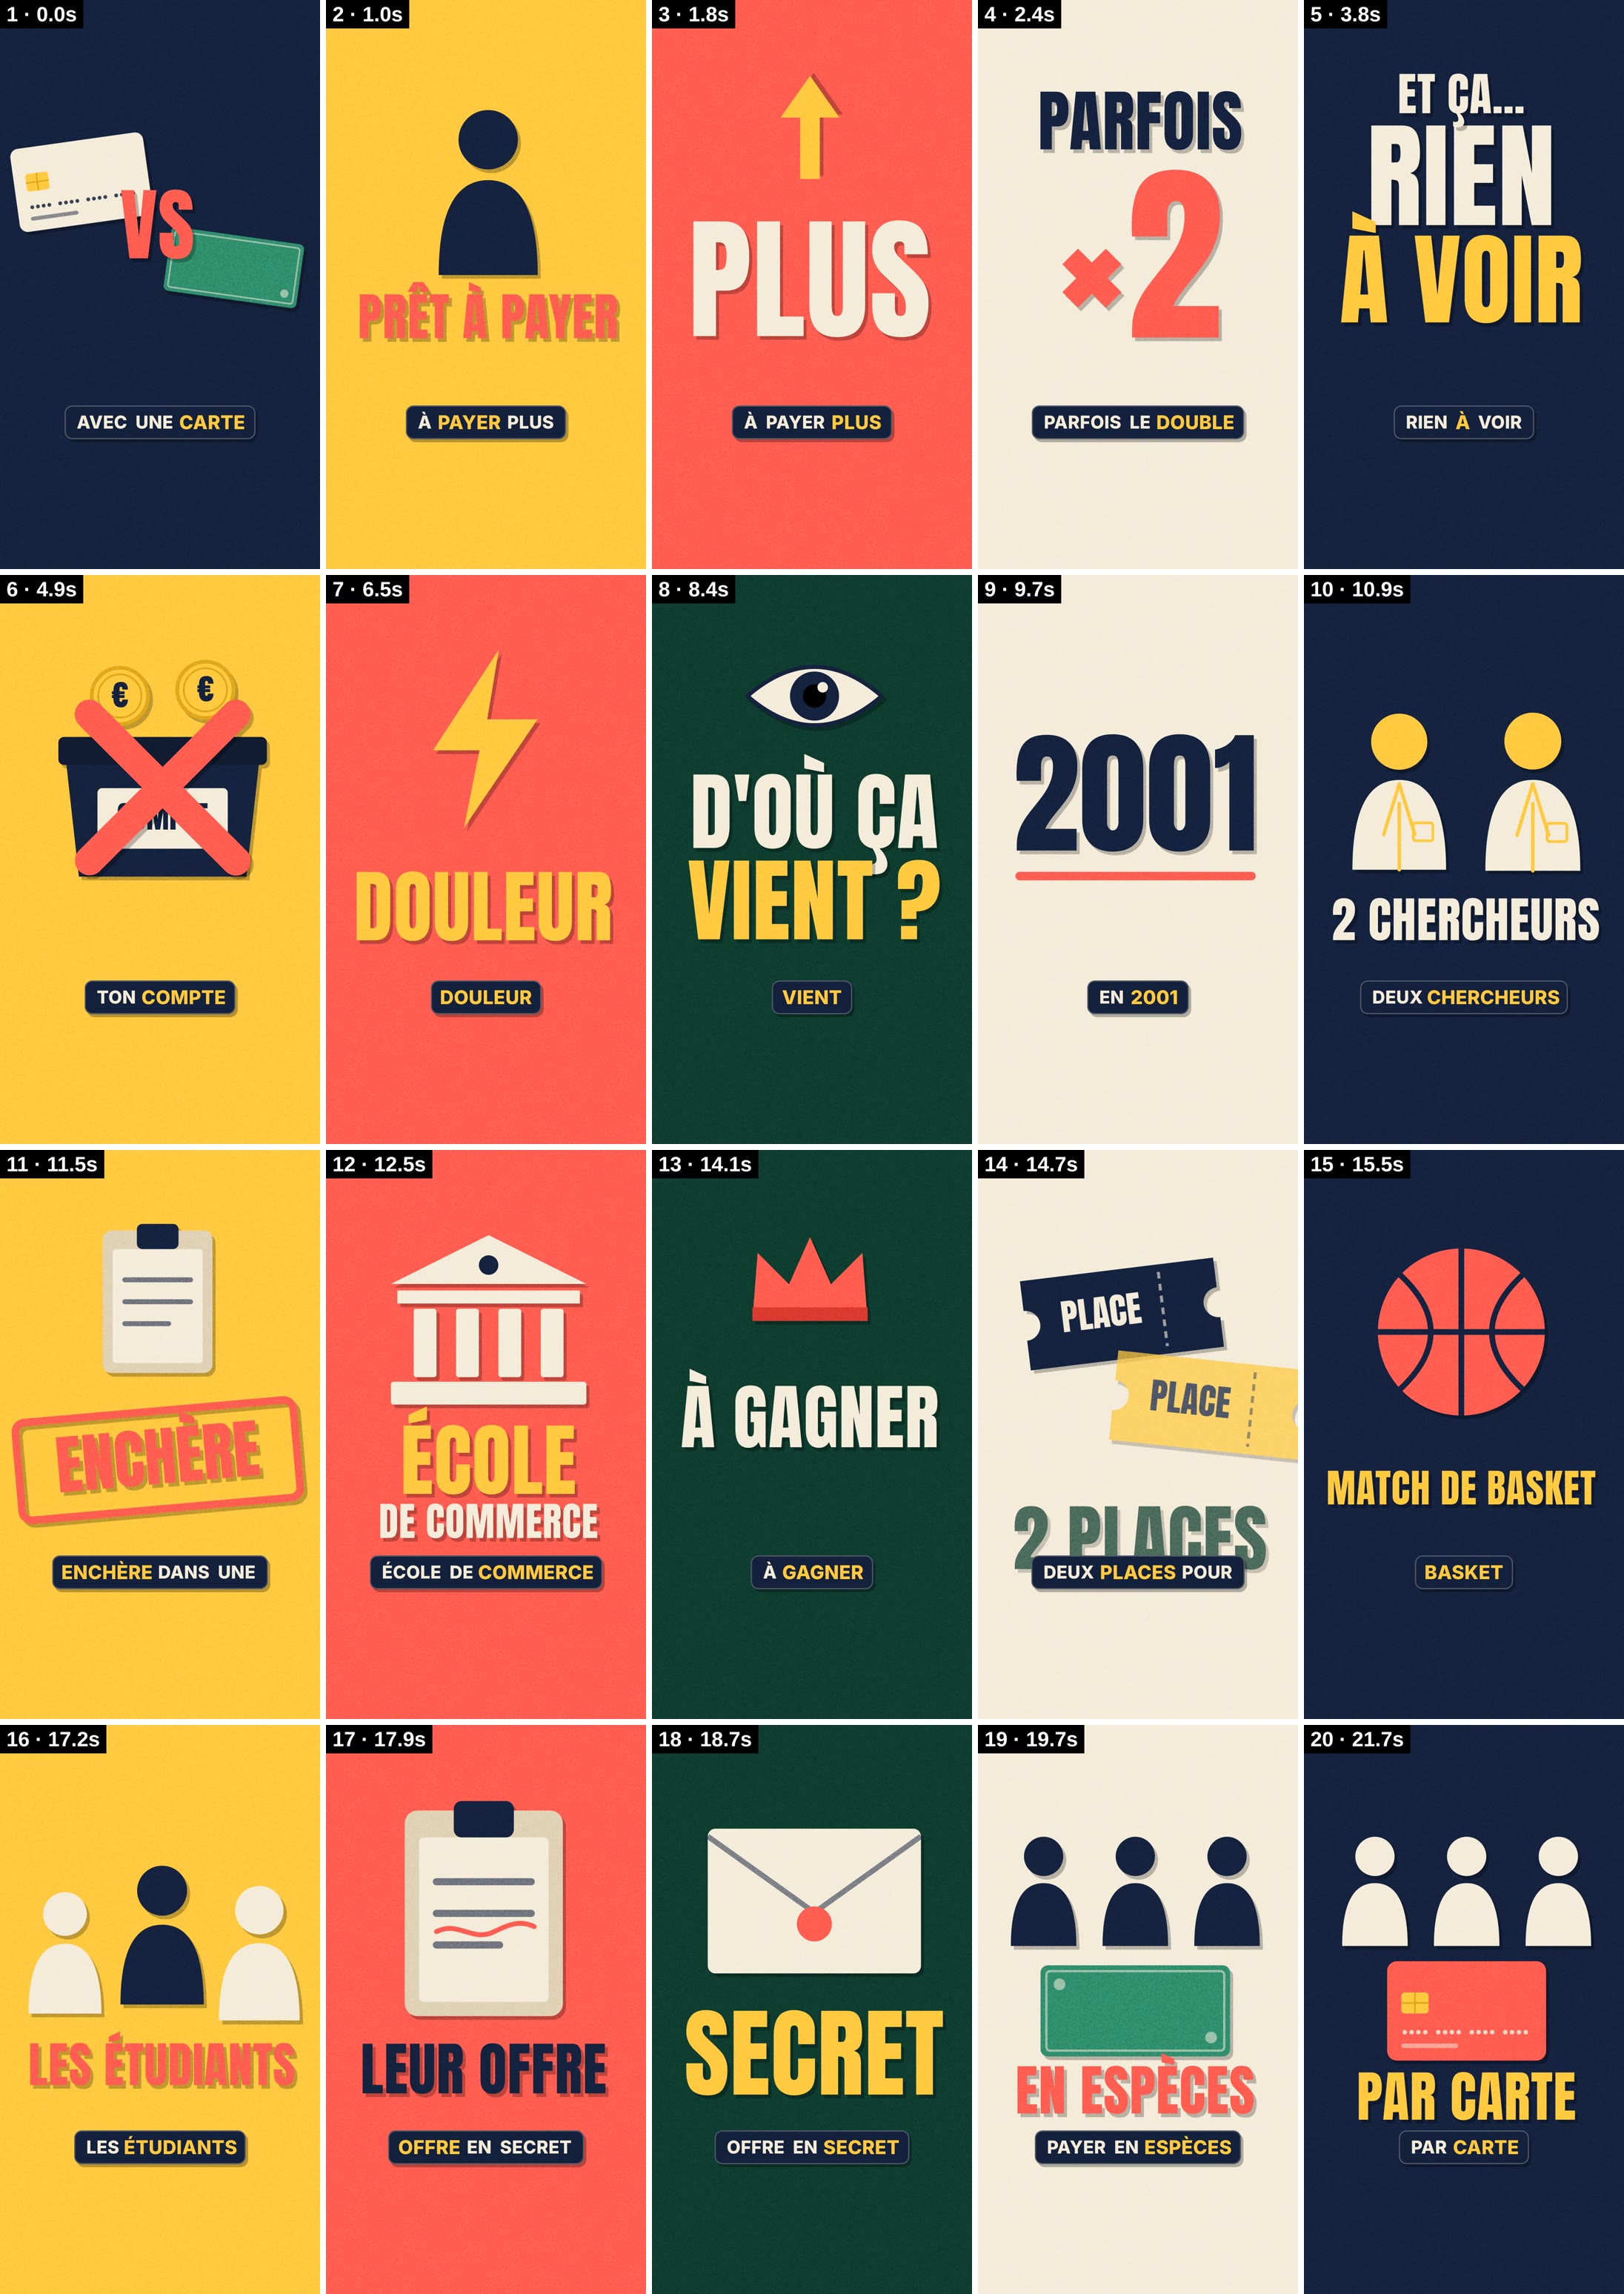 1 · 0.0s
VS
AVEC UNE CARTE
2 · 1.0s
PRÊT À PAYER
À PAYER PLUS
3 · 1.8s
PLUS
À PAYER PLUS
4 · 2.4s
PARFOIS
×2
PARFOIS LE DOUBLE
5 · 3.8s
ET ÇA...
RIEN
À VOIR
RIEN À VOIR
6 · 4.9s
€ €
TON COMPTE
7 · 6.5s
DOULEUR
DOULEUR
8 · 8.4s
D'OÙ ÇA
VIENT ?
VIENT
9 · 9.7s
2001
EN 2001
10 · 10.9s
2 CHERCHEURS
DEUX CHERCHEURS
11 · 11.5s
ENCHÈRE
ENCHÈRE DANS UNE
12 · 12.5s
ÉCOLE
DE COMMERCE
ÉCOLE DE COMMERCE
13 · 14.1s
À GAGNER
À GAGNER
14 · 14.7s
PLACE
PLACE
2 PLACES
DEUX PLACES POUR
15 · 15.5s
MATCH DE BASKET
BASKET
16 · 17.2s
LES ÉTUDIANTS
LES ÉTUDIANTS
17 · 17.9s
LEUR OFFRE
OFFRE EN SECRET
18 · 18.7s
SECRET
OFFRE EN SECRET
19 · 19.7s
EN ESPÈCES
PAYER EN ESPÈCES
20 · 21.7s
PAR CARTE
PAR CARTE